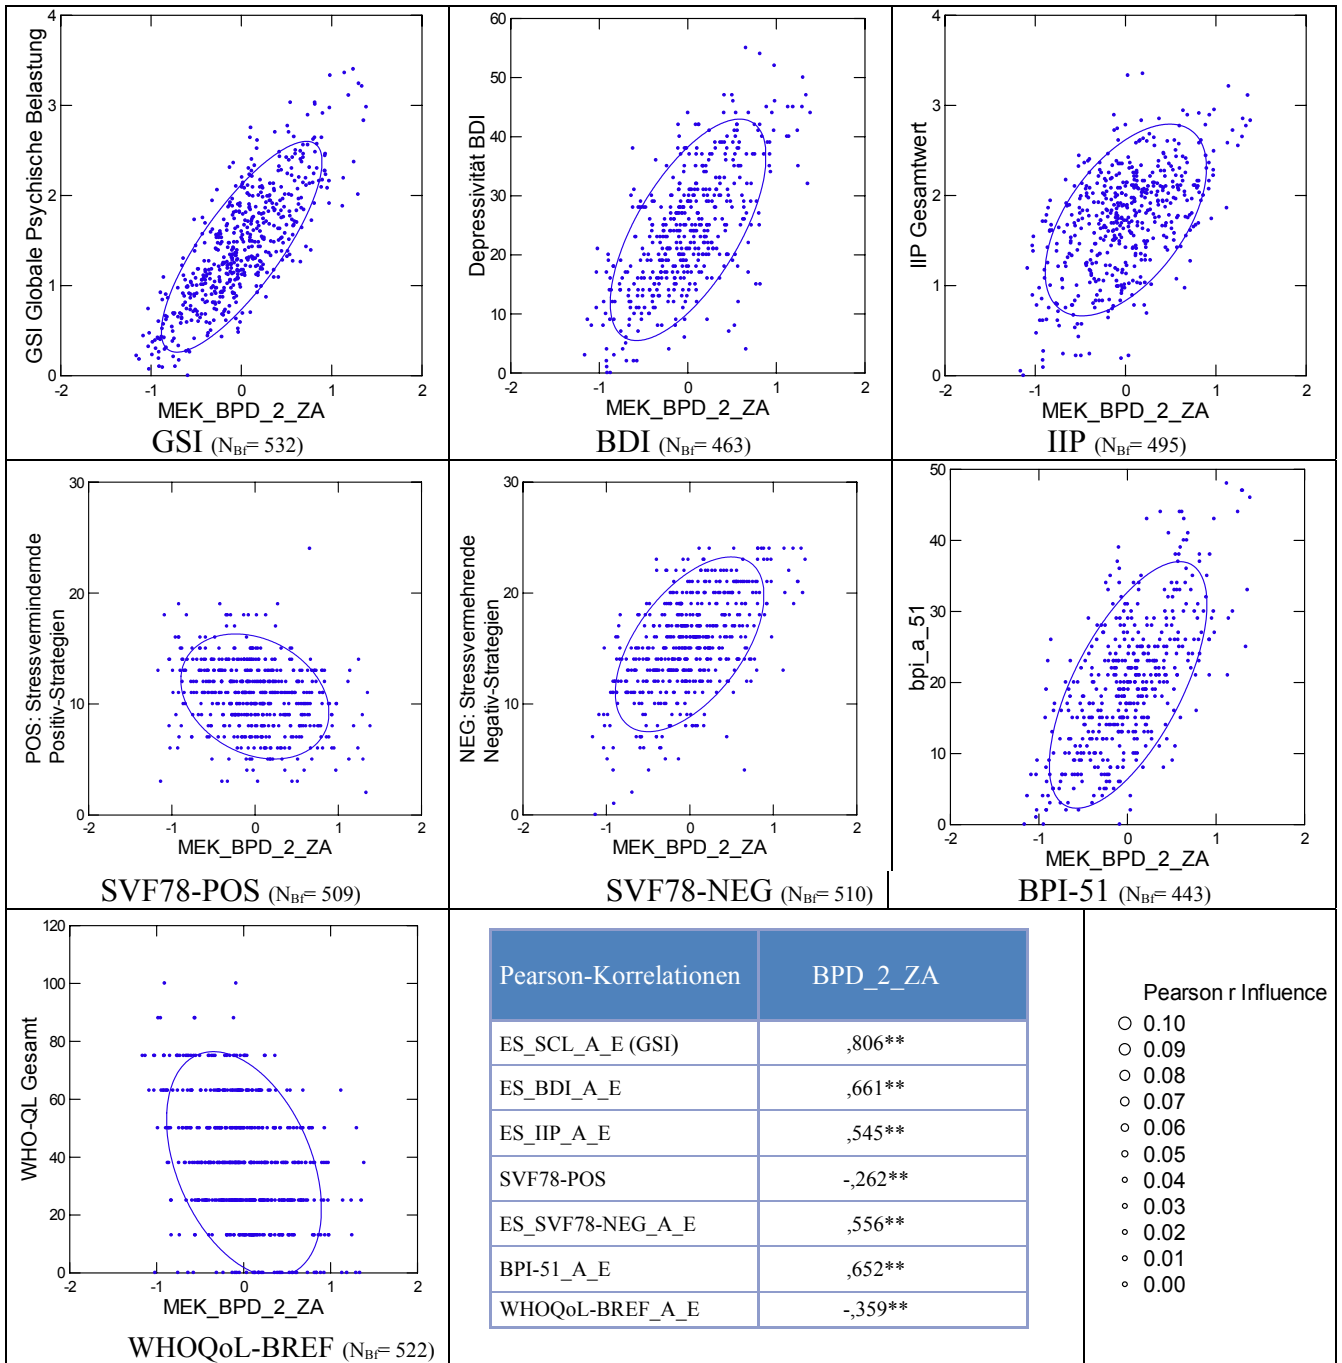 4
3
2
1
0
-2 -1 0 1 2
GSI Globale Psychische Belastung
MEK_BPD_2_ZA
GSI (N_Bf= 532)
60
50
40
30
20
10
0
-2 -1 0 1 2
Depressivität BDI
MEK_BPD_2_ZA
BDI (N_Bf= 463)
4
3
2
1
0
-2 -1 0 1 2
IIP Gesamtwert
MEK_BPD_2_ZA
IIP (N_Bf= 495)
30
20
10
0
-2 -1 0 1 2
POS: Stressvermindernde
Positiv-Strategien
MEK_BPD_2_ZA
SVF78-POS (N_Bf= 509)
30
20
10
0
-2 -1 0 1 2
NEG: Stressvermehrende
Negativ-Strategien
MEK_BPD_2_ZA
SVF78-NEG (N_Bf= 510)
50
40
30
20
10
0
-2 -1 0 1 2
bpi_a_51
MEK_BPD_2_ZA
BPI-51 (N_Bf= 443)
120
100
80
60
40
20
0
-2 -1 0 1 2
WHO-QL Gesamt
MEK_BPD_2_ZA
WHOQoL-BREF (N_Bf= 522)
Pearson-Korrelationen BPD_2_ZA
ES_SCL_A_E (GSI) ,806**
ES_BDI_A_E ,661**
ES_IIP_A_E ,545**
SVF78-POS -,262**
ES_SVF78-NEG_A_E ,556**
BPI-51_A_E ,652**
WHOQoL-BREF_A_E -,359**
Pearson r Influence
0.10
0.09
0.08
0.07
0.06
0.05
0.04
0.03
0.02
0.01
0.00